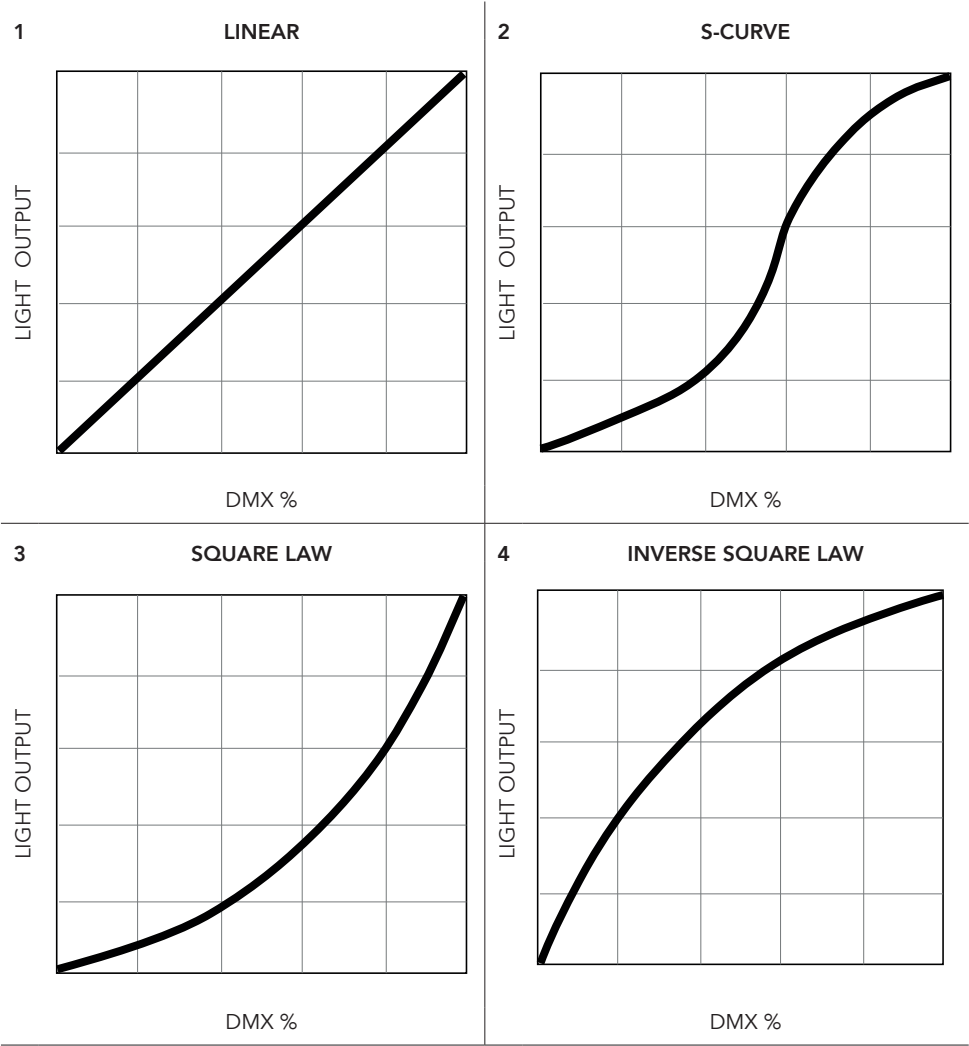 1 LINEAR
2 S-CURVE
LIGHT OUTPUT
DMX %
LIGHT OUTPUT
DMX %
3 SQUARE LAW
4 INVERSE SQUARE LAW
LIGHT OUTPUT
DMX %
LIGHT OUTPUT
DMX %